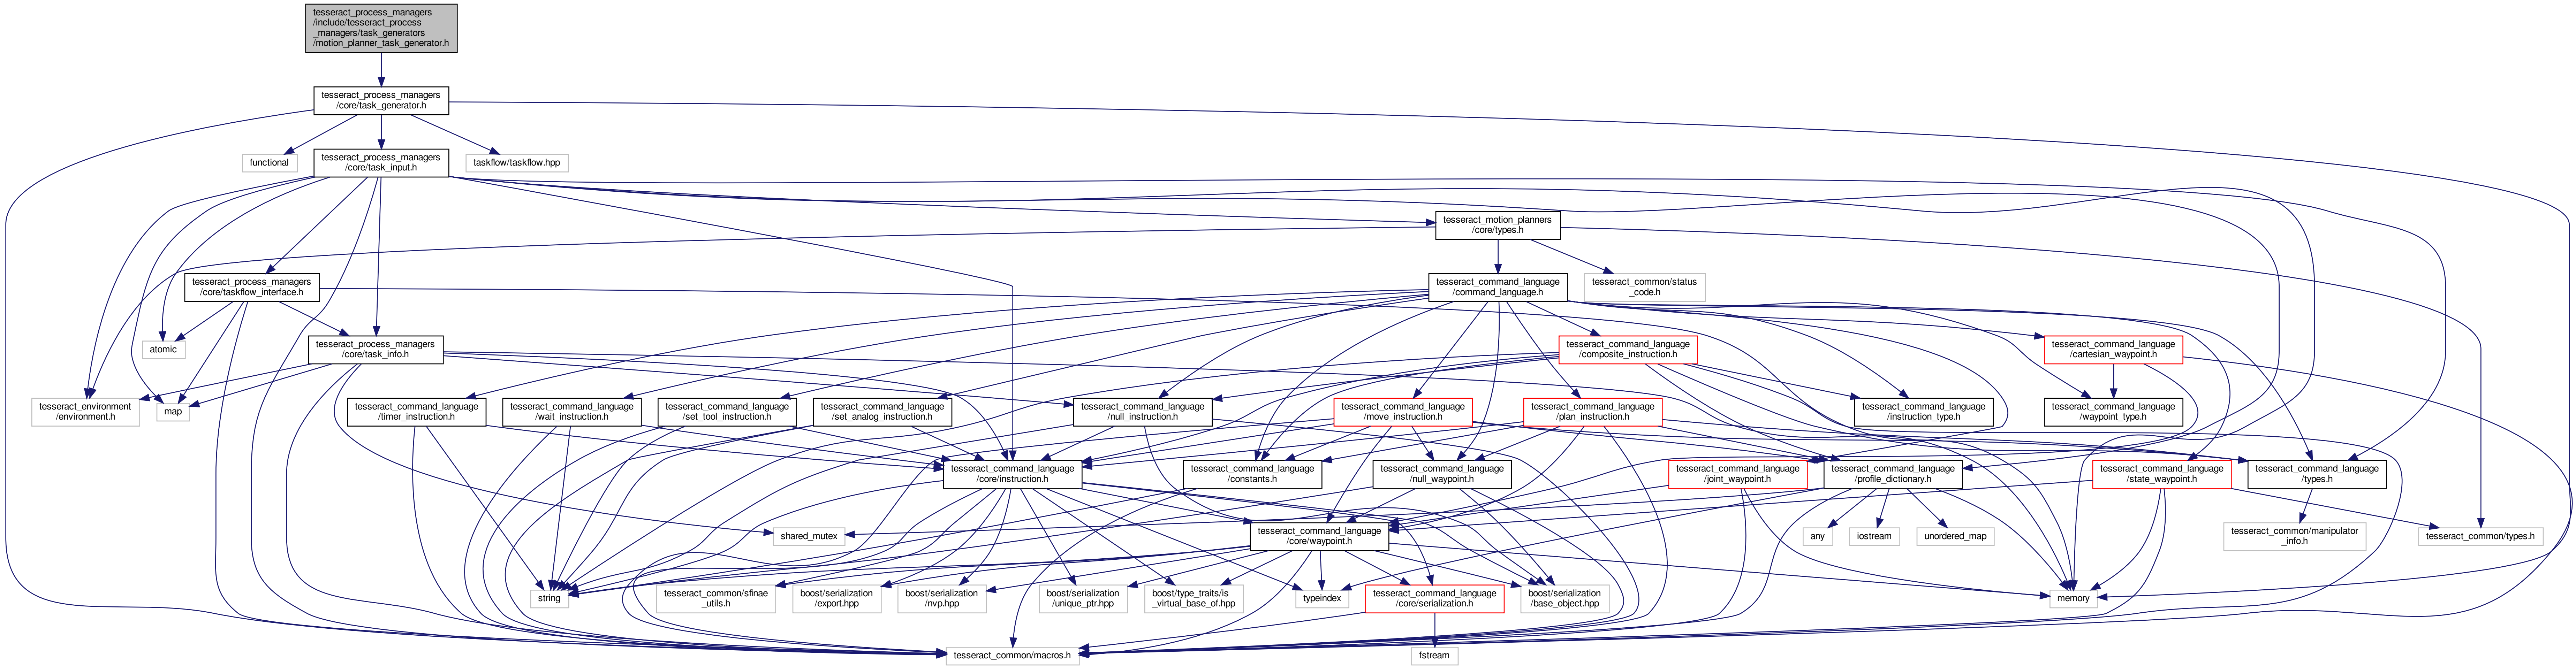 tesseract_process_managers
/include/tesseract_process
_managers/task_generators
/motion_planner_task_generator.h
tesseract_process_managers
/core/task_generator.h
functional
tesseract_process_managers
/core/task_input.h
taskflow/taskflow.hpp
tesseract_motion_planners
/core/types.h
tesseract_process_managers
/core/taskflow_interface.h
tesseract_command_language
/command_language.h
tesseract_common/status
_code.h
atomic
tesseract_process_managers
/core/task_info.h
tesseract_command_language
/composite_instruction.h
tesseract_command_language
/cartesian_waypoint.h
tesseract_environment
/environment.h
map
tesseract_command_language
/timer_instruction.h
tesseract_command_language
/wait_instruction.h
tesseract_command_language
/set_tool_instruction.h
tesseract_command_language
/set_analog_instruction.h
tesseract_command_language
/null_instruction.h
tesseract_command_language
/move_instruction.h
tesseract_command_language
/plan_instruction.h
tesseract_command_language
/instruction_type.h
tesseract_command_language
/waypoint_type.h
tesseract_command_language
/core/instruction.h
tesseract_command_language
/constants.h
tesseract_command_language
/null_waypoint.h
tesseract_command_language
/joint_waypoint.h
tesseract_command_language
/profile_dictionary.h
tesseract_command_language
/state_waypoint.h
tesseract_command_language
/types.h
shared_mutex
tesseract_command_language
/core/waypoint.h
any
iostream
unordered_map
tesseract_common/manipulator
_info.h
tesseract_common/types.h
string
tesseract_common/sfinae
_utils.h
boost/serialization
/export.hpp
boost/serialization
/nvp.hpp
boost/serialization
/unique_ptr.hpp
boost/type_traits/is
_virtual_base_of.hpp
typeindex
tesseract_command_language
/core/serialization.h
boost/serialization
/base_object.hpp
memory
tesseract_common/macros.h
fstream